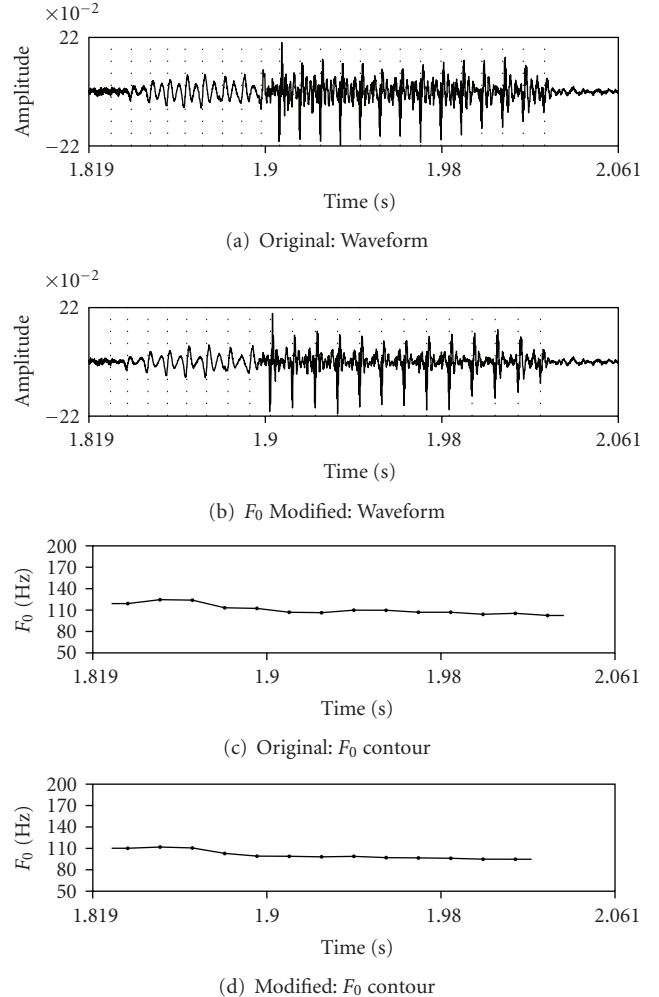 ×10−2
22
Amplitude
−22
1.819 1.9 1.98 2.061
Time (s)
(a) Original: Waveform
×10−2
22
Amplitude
−22
1.819 1.9 1.98 2.061
Time (s)
(b) F0 Modified: Waveform
200
170
140
110
80
50
F0 (Hz)
1.819 1.9 1.98 2.061
Time (s)
(c) Original: F0 contour
200
170
140
110
80
50
F0 (Hz)
1.819 1.9 1.98 2.061
Time (s)
(d) Modified: F0 contour